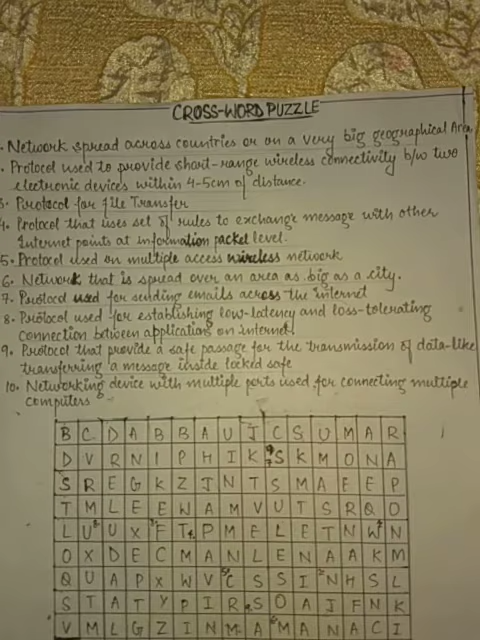 CROSS-WORD PUZZLE
. Network spread across countries or on a very big geographical Area
. Protocol used to provide short-range wireless connectivity b/w two
electronic devices within 4-5cm of distance.
3. Protocol for file Transfer
4. Protocol that uses set of rules to exchange message with other
Internet points at information packet level.
5. Protocol used on multiple access wireless network
6. Network that is spread over an area as big as a city.
7. Protocol used for sending emails across the internet
8. Protocol used for establishing low-latency and loss-tolerating
connection between application on internet
9. Protocol that provide a safe passage for the transmission of data-like
transferring a message inside locked safe
10. Networking device with multiple ports used for connecting multiple
computers
B C D A B B A U J C S U M A R
D V R N I P H I K S K M O N A
S R E G K Z J N T S M A E E P
T M L E E W A M V U T S R Q O
L U U X F T P M E L E T N W N
O X D E C M A N L E N A A K M
Q U A P X W V C S S I N H S L
S T A T Y P I R S O A I F N K
V M L G Z I N M A M A N A C I